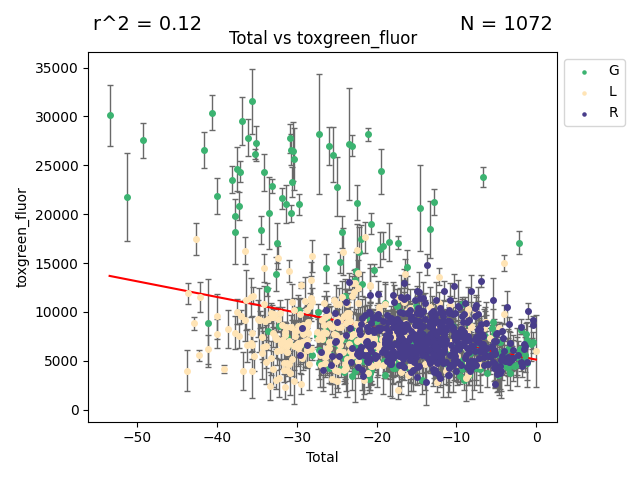 r^2 = 0.12 N = 1072
Total vs toxgreen_fluor
35000
30000
25000
20000
15000
10000
5000
0
toxgreen_fluor
−50 −40 −30 −20 −10 0
Total
G
L
R